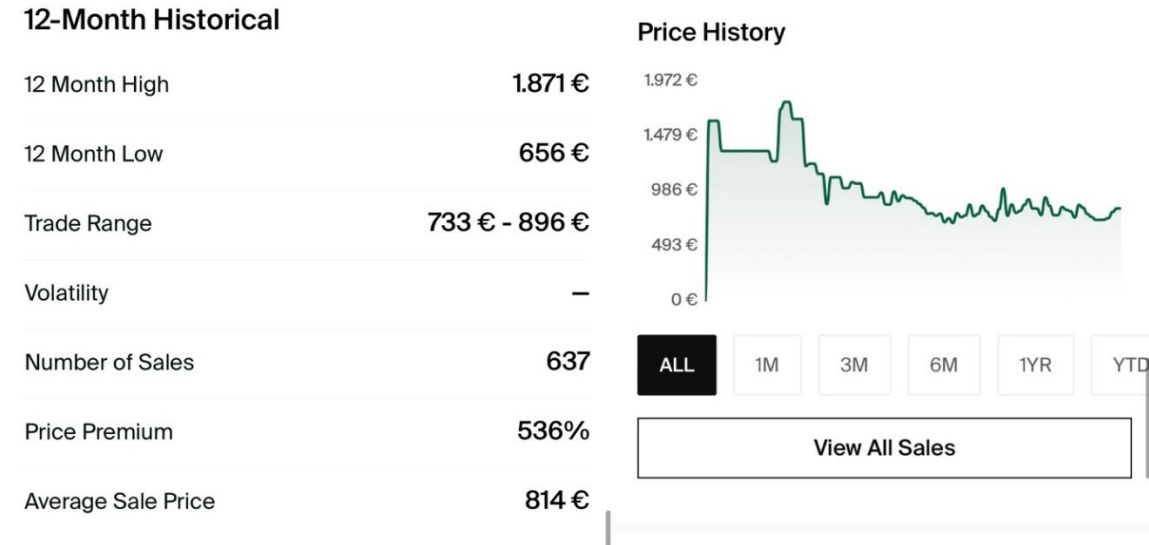 12-Month Historical
12 Month High 1.871 €
12 Month Low 656 €
Trade Range 733 € - 896 €
Volatility –
Number of Sales 637
Price Premium 536%
Average Sale Price 814 €
Price History
1.972 €
1.479 €
986 €
493 €
0 €
ALL 1M 3M 6M 1YR YTD
View All Sales